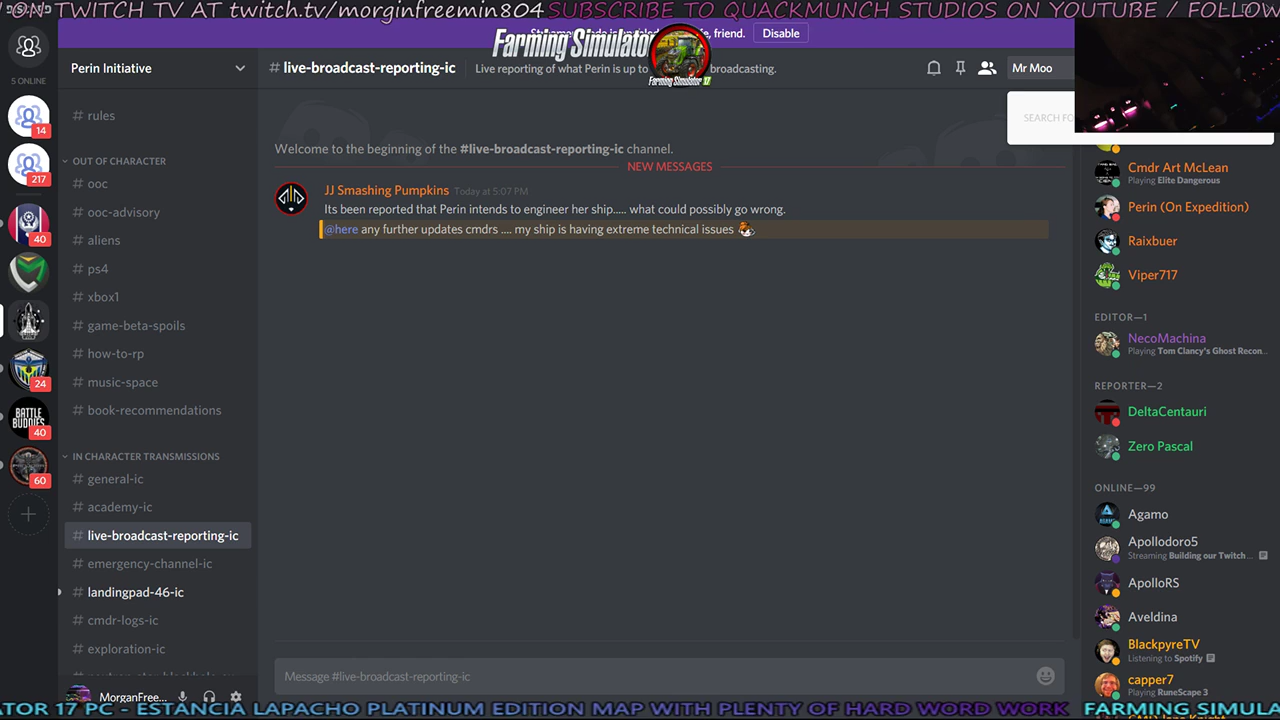 ON TWITCH TV AT twitch.tv/morginfreemin804 SUBSCRIBE TO QUACKMUNCH STUDIOS ON YOUTUBE / FOLLOW
Farming Simulator
friend.
Disable
5 ONLINE
14
217
40
24
BATTLE
BUDDIES
40
60
Perin Initiative
# live-broadcast-reporting-ic
Live reporting of what Perin is up to
broadcasting.
Farming Simulator 17
Mr Moo
SEARCH FO
# rules
OUT OF CHARACTER
# ooc
# ooc-advisory
# aliens
# ps4
# xbox1
# game-beta-spoils
# how-to-rp
# music-space
# book-recommendations
IN CHARACTER TRANSMISSIONS
# general-ic
# academy-ic
# live-broadcast-reporting-ic
# emergency-channel-ic
# landingpad-46-ic
# cmdr-logs-ic
# exploration-ic
MorganFree...
Welcome to the beginning of the #live-broadcast-reporting-ic channel.
NEW MESSAGES
JJ Smashing Pumpkins Today at 5:07 PM
Its been reported that Perin intends to engineer her ship..... what could possibly go wrong.
@here any further updates cmdrs .... my ship is having extreme technical issues
Message #live-broadcast-reporting-ic
Cmdr Art McLean
Playing Elite Dangerous
Perin (On Expedition)
Raixbuer
Viper717
EDITOR—1
NecoMachina
Playing Tom Clancy's Ghost Recon...
REPORTER—2
DeltaCentauri
Zero Pascal
ONLINE—99
Agamo
Apollodoro5
Streaming Building our Twitch ...
ApolloRS
Aveldina
BlackpyreTV
Listening to Spotify
capper7
Playing RuneScape 3
ATOR 17 PC - ESTANCIA LAPACHO PLATINUM EDITION MAP WITH PLENTY OF HARD WORD WORK FARMING SIMULA